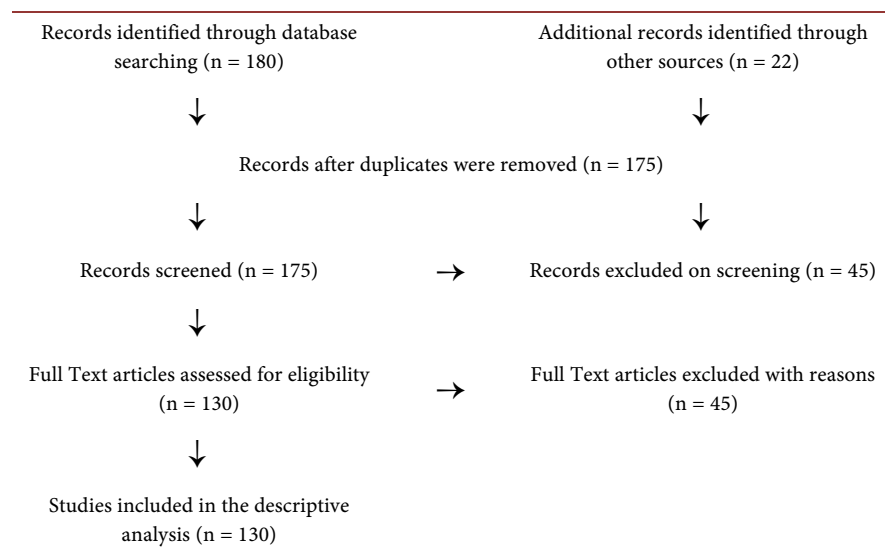 Records identified through database
searching (n = 180)
Additional records identified through
other sources (n = 22)
↓
↓
Records after duplicates were removed (n = 175)
↓
↓
Records screened (n = 175)
→
Records excluded on screening (n = 45)
↓
Full Text articles assessed for eligibility
(n = 130)
→
Full Text articles excluded with reasons
(n = 45)
↓
Studies included in the descriptive
analysis (n = 130)